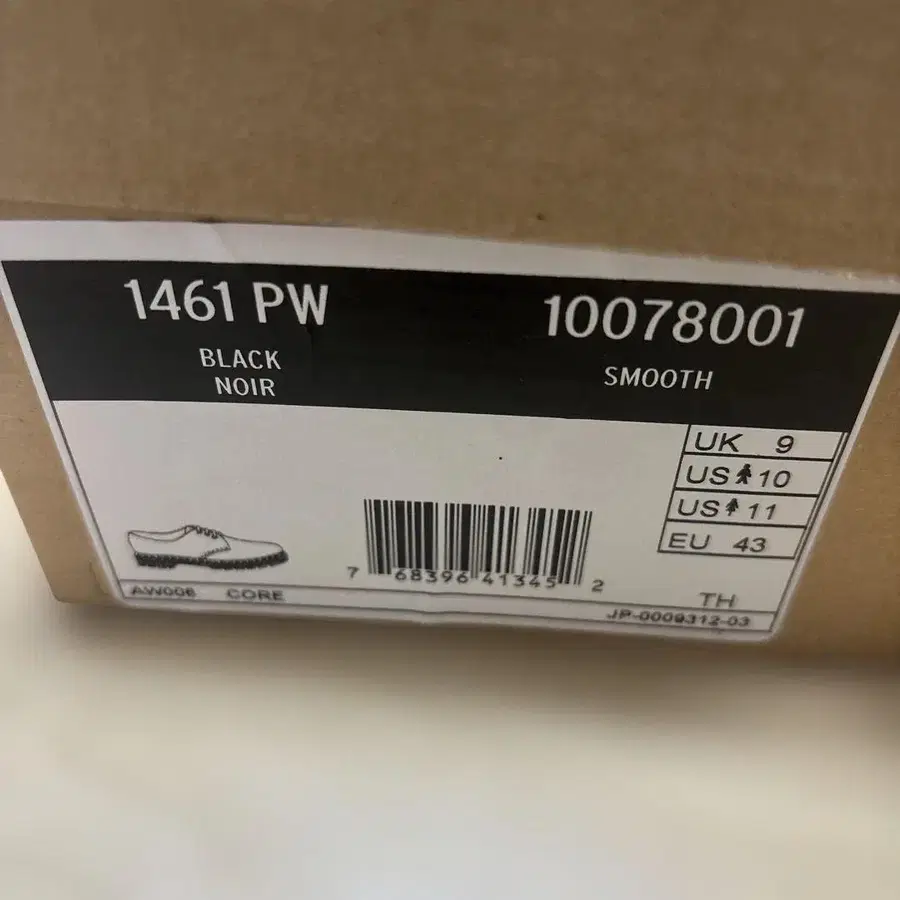 1461 PW
BLACK
NOIR
10078001
SMOOTH
UK 9
US 10
US 11
EU 43
7 68396 41345 2
AW006 CORE
TH
JP-0009312-03